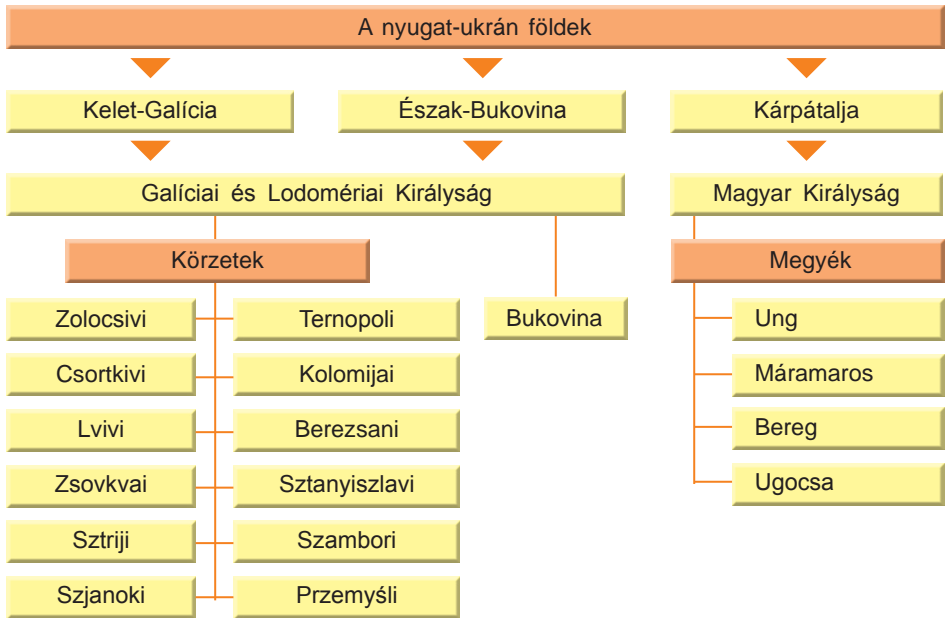 A nyugat-ukrán földek
Kelet-Galícia
Észak-Bukovina
Kárpátalja
Galíciai és Lodomériai Királyság
Magyar Királyság
Körzetek
Megyék
Zolocsivi
Ternopoli
Bukovina
Ung
Csortkivi
Kolomijai
Máramaros
Lvivi
Berezsani
Bereg
Zsovkvai
Sztanyiszlavi
Ugocsa
Sztriji
Szambori
Szjanoki
Przemyśli